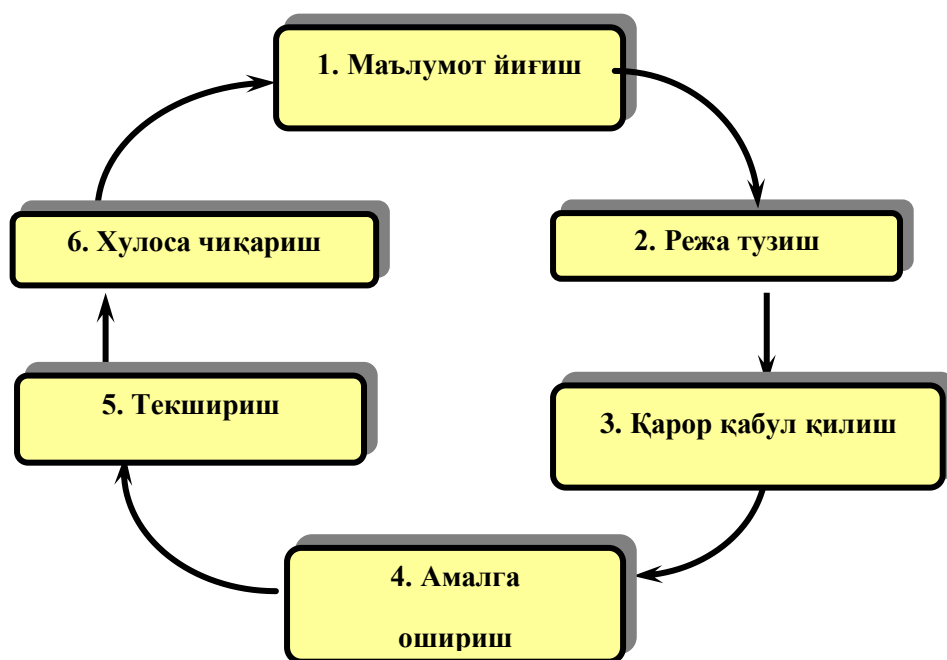 1. Маълумот йиғиш
2. Режа тузиш
3. Қарор қабул қилиш
4. Амалга
ошириш
5. Текшириш
6. Хулоса чиқариш